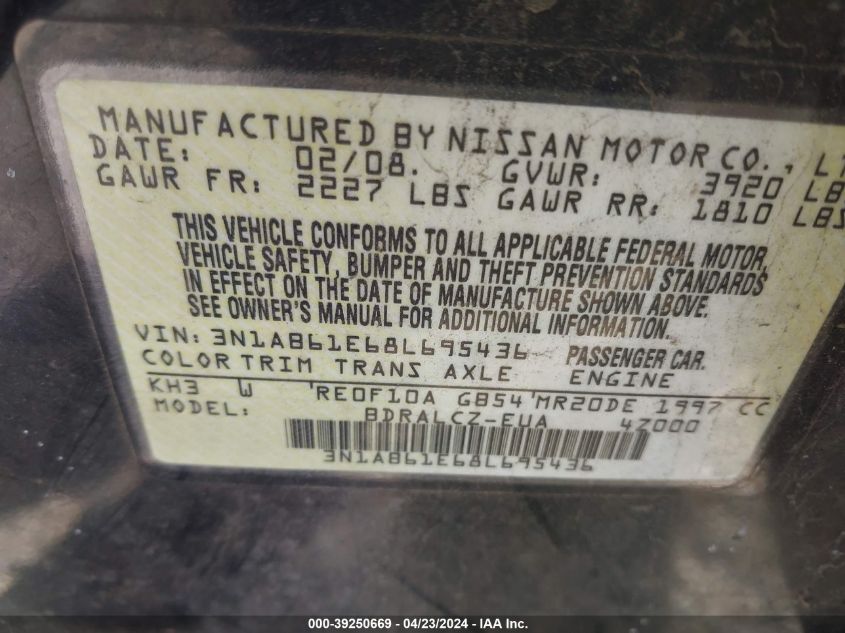 MANUFACTURED BY NISSAN MOTOR CO., LT
DATE: 02/08. GVWR: 3920 LBS
GAWR FR: 2227 LBS GAWR RR: 1810 LBS
THIS VEHICLE CONFORMS TO ALL APPLICABLE FEDERAL MOTOR
VEHICLE SAFETY, BUMPER AND THEFT PREVENTION STANDARDS
IN EFFECT ON THE DATE OF MANUFACTURE SHOWN ABOVE.
SEE OWNER'S MANUAL FOR ADDITIONAL INFORMATION.
VIN: 3N1AB61E68L695436 PASSENGER CAR.
COLOR TRIM TRANS AXLE ENGINE
KH3 W 'RE0F10A GB54'MR20DE 1997 CC
MODEL: BDRALCZ-EUA 4Z000
3N1AB61E68L695436
000-39250669 - 04/23/2024 - IAA Inc.